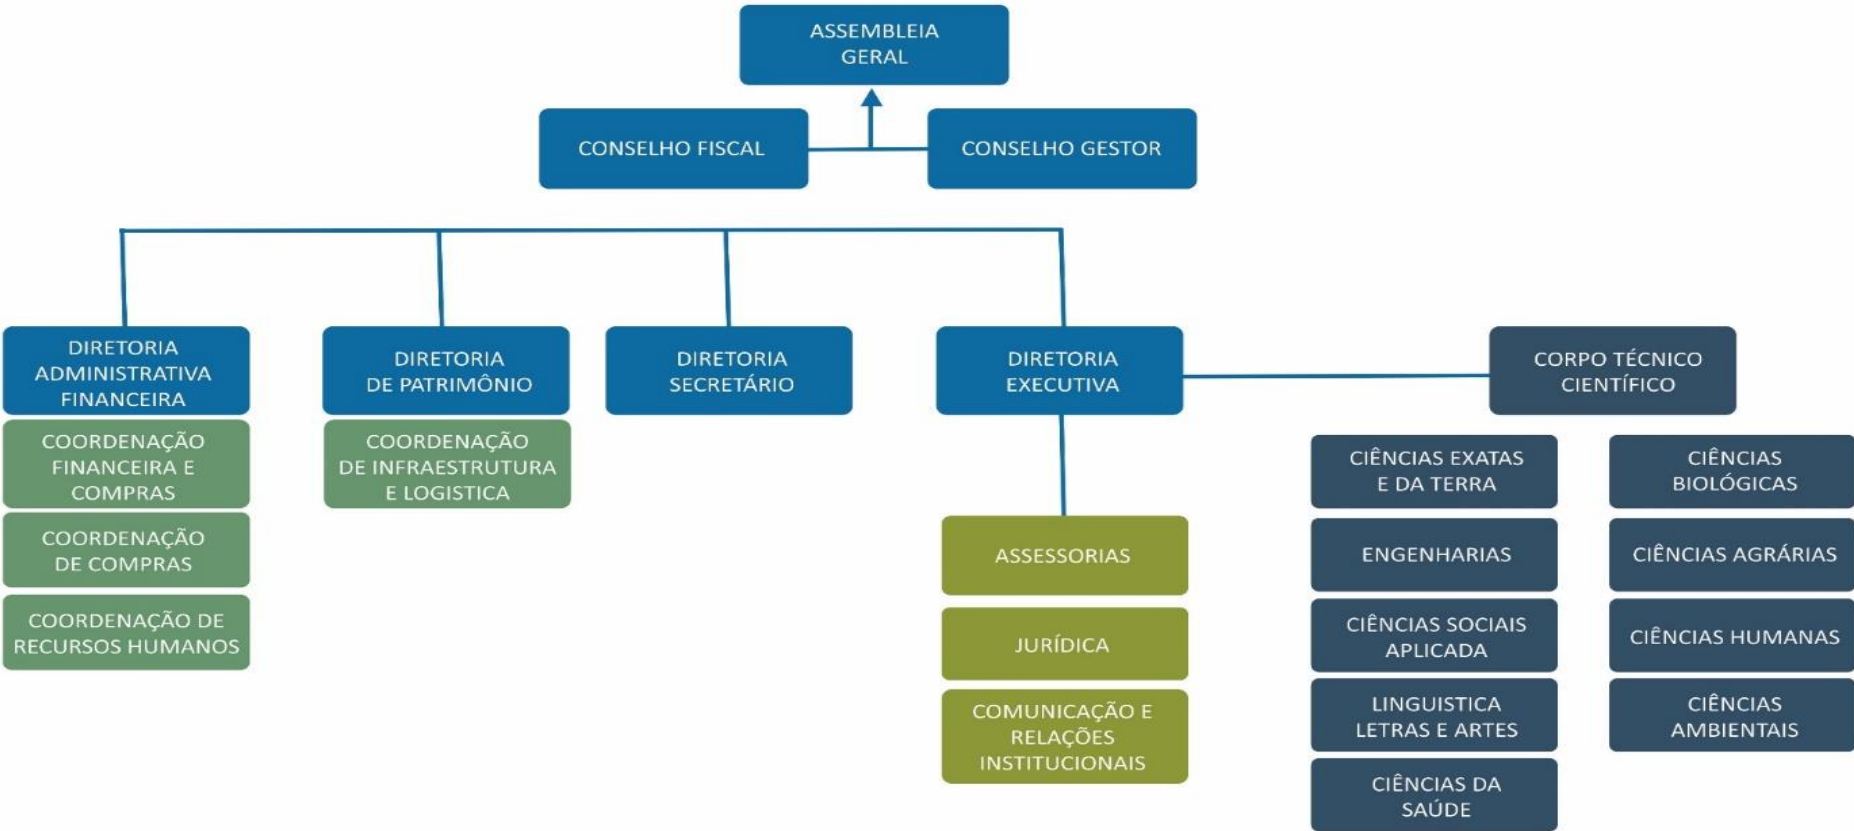 ASSEMBLEIA
GERAL
CONSELHO FISCAL
CONSELHO GESTOR
DIRETORIA
ADMINISTRATIVA
FINANCEIRA
COORDENAÇÃO
FINANCEIRA E
COMPRAS
COORDENAÇÃO
DE COMPRAS
COORDENAÇÃO DE
RECURSOS HUMANOS
DIRETORIA
DE PATRIMÔNIO
COORDENAÇÃO
DE INFRAESTRUTURA
E LOGISTICA
DIRETORIA
SECRETÁRIO
DIRETORIA
EXECUTIVA
ASSESSORIAS
JURÍDICA
COMUNICAÇÃO E
RELAÇÕES
INSTITUCIONAIS
CORPO TÉCNICO
CIENTÍFICO
CIÊNCIAS EXATAS
E DA TERRA
ENGENHARIAS
CIÊNCIAS SOCIAIS
APLICADA
LINGUISTICA
LETRAS E ARTES
CIÊNCIAS DA
SAÚDE
CIÊNCIAS
BIOLÓGICAS
CIÊNCIAS AGRÁRIAS
CIÊNCIAS HUMANAS
CIÊNCIAS
AMBIENTAIS